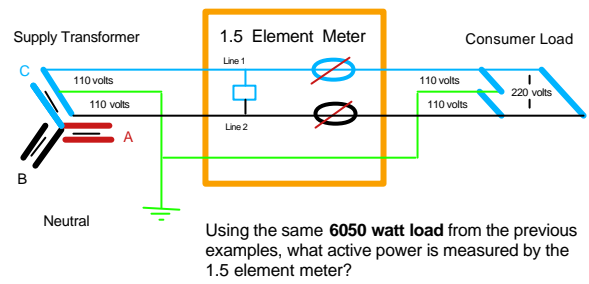 Supply Transformer
1.5 Element Meter
Consumer Load
Line 1
C
110 volts
110 volts
110 volts
110 volts
220 volts
Line 2
A
B
Neutral
Using the same 6050 watt load from the previous
examples, what active power is measured by the
1.5 element meter?